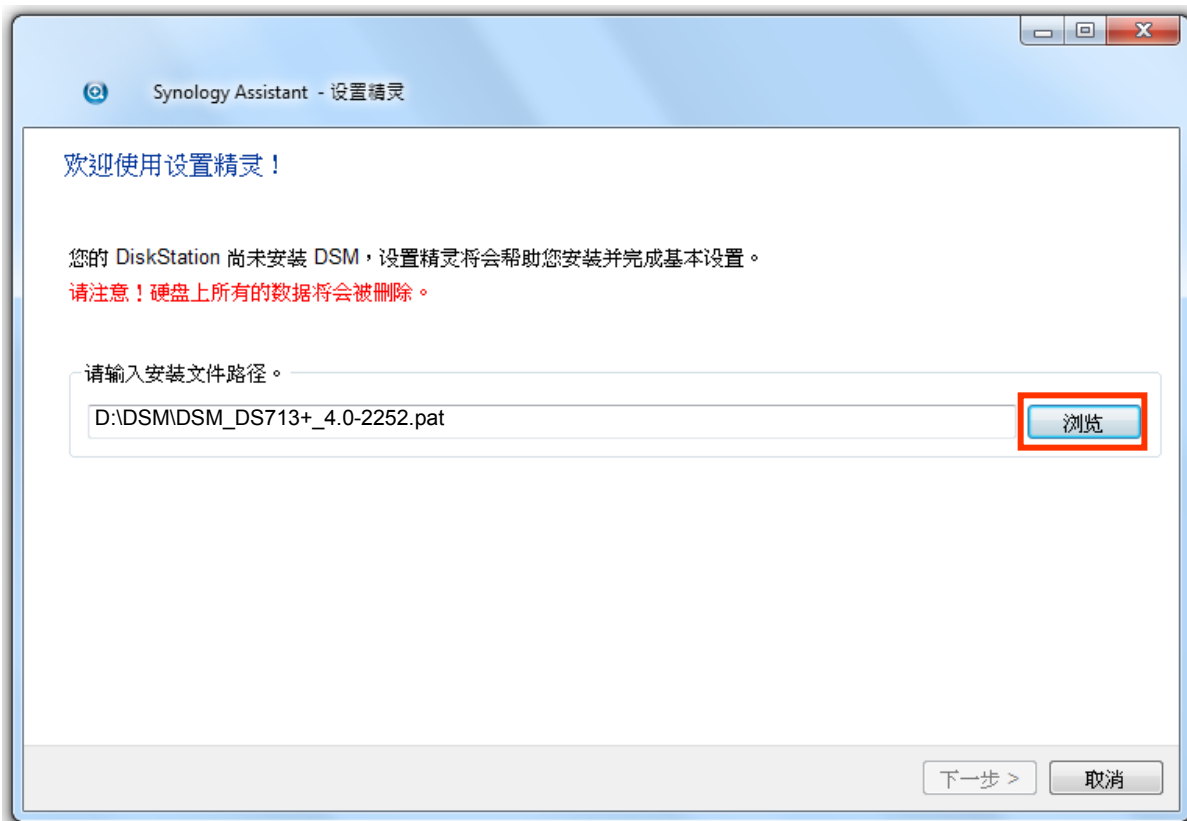 Synology Assistant - 设置精灵
欢迎使用设置精灵！
您的 DiskStation 尚未安装 DSM，设置精灵将会帮助您安装并完成基本设置。
请注意！硬盘上所有的数据将会被删除。
请输入安装文件路径。
D:\DSM\DSM_DS713+_4.0-2252.pat
浏览
下一步 >
取消